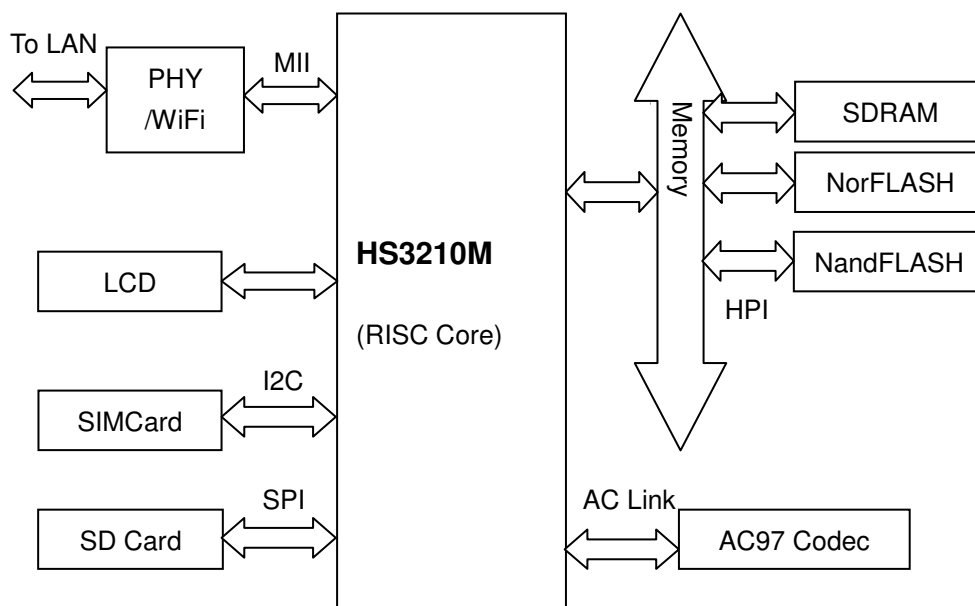 To LAN
PHY
/WiFi
MII
LCD
I2C
SIMCard
SPI
SD Card
HS3210M
(RISC Core)
Memory
SDRAM
NorFLASH
NandFLASH
HPI
AC Link
AC97 Codec